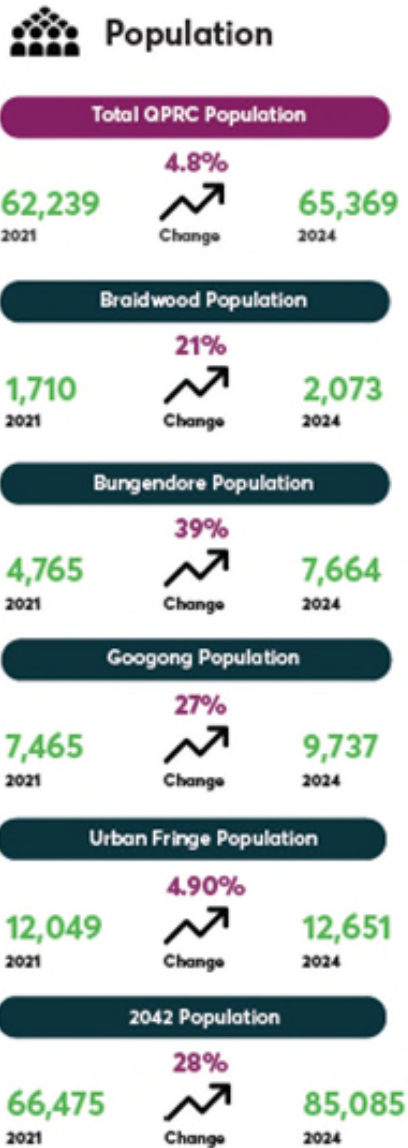 Population
Total QPRC Population
4.8%
62,239 65,369
2021 Change 2024
Braidwood Population
21%
1,710 2,073
2021 Change 2024
Bungendore Population
39%
4,765 7,664
2021 Change 2024
Googong Population
27%
7,465 9,737
2021 Change 2024
Urban Fringe Population
4.90%
12,049 12,651
2021 Change 2024
2042 Population
28%
66,475 85,085
2021 Change 2024